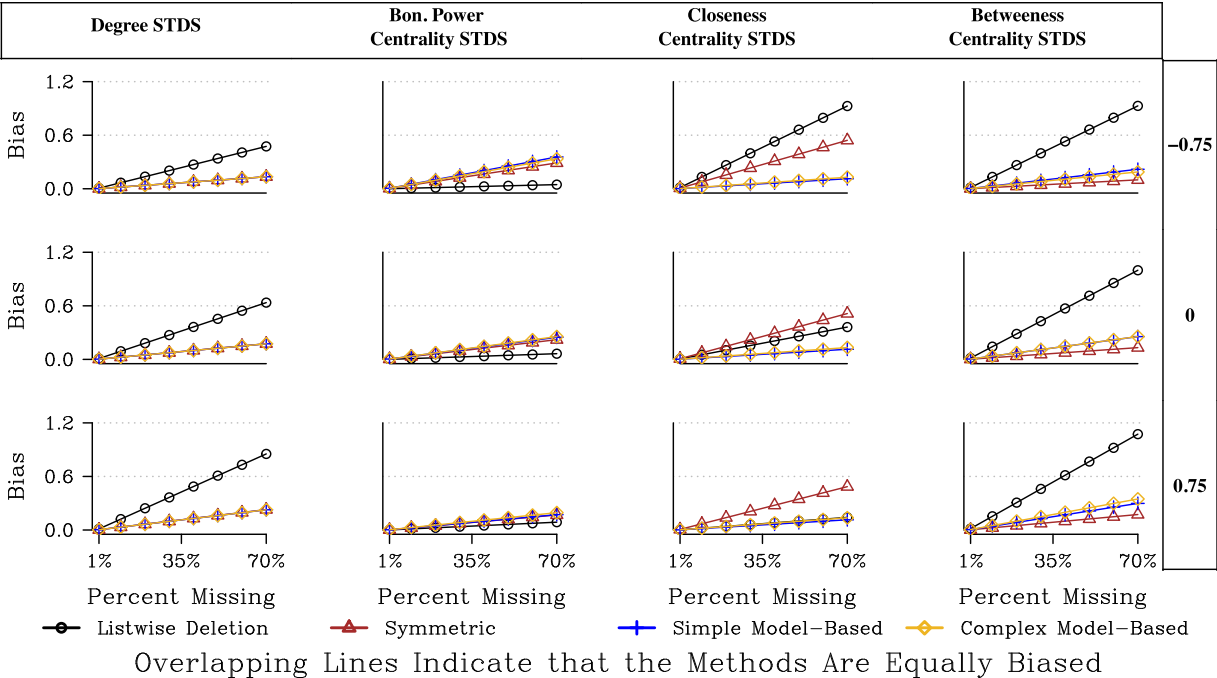 Degree STDS
Bon. Power
Centrality STDS
Closeness
Centrality STDS
Betweeness
Centrality STDS
Bias
1.2
0.6
0.0
−0.75
Bias
1.2
0.6
0.0
0
Bias
1.2
0.6
0.0
0.75
1% 35% 70%
1% 35% 70%
1% 35% 70%
1% 35% 70%
Percent Missing
Percent Missing
Percent Missing
Percent Missing
Listwise Deletion
Symmetric
Simple Model−Based
Complex Model−Based
Overlapping Lines Indicate that the Methods Are Equally Biased